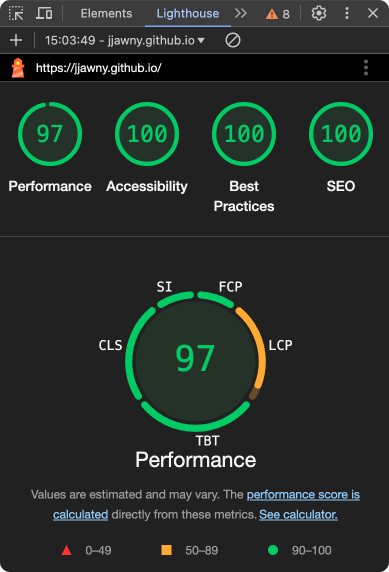 Elements Lighthouse 8
15:03:49 - jjawny.github.io
https://jjawny.github.io/
97 100 100 100
Performance Accessibility Best Practices SEO
SI FCP
CLS LCP
97
TBT
Performance
Values are estimated and may vary. The performance score is
calculated directly from these metrics. See calculator.
0–49 50–89 90–100